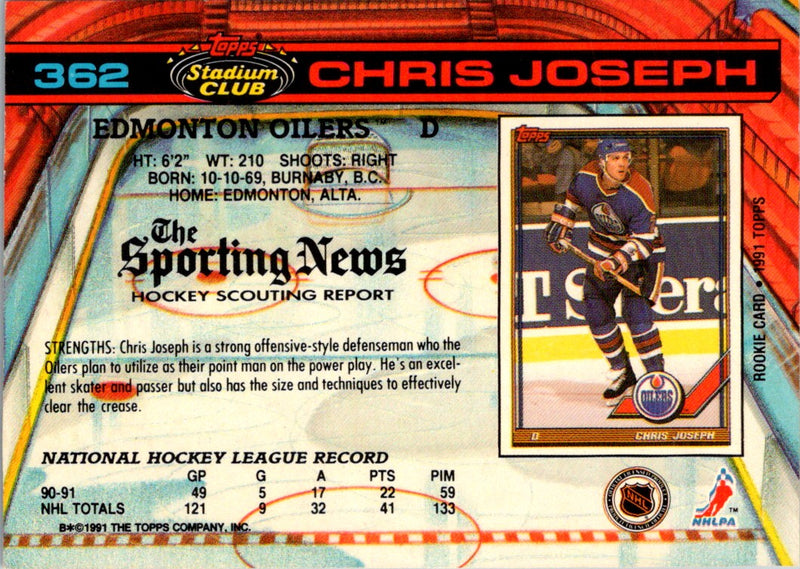 362
Topps
Stadium
CLUB
CHRIS JOSEPH
EDMONTON OILERS™ D
HT: 6'2" WT: 210 SHOOTS: RIGHT
BORN: 10-10-69, BURNABY, B.C.
HOME: EDMONTON, ALTA.
The
Sporting News
HOCKEY SCOUTING REPORT
STRENGTHS: Chris Joseph is a strong offensive-style defenseman who the
Oilers plan to utilize as their point man on the power play. He's an excel-
lent skater and passer but also has the size and techniques to effectively
clear the crease.
NATIONAL HOCKEY LEAGUE RECORD
GP G A PTS PIM
90-91 49 5 17 22 59
NHL TOTALS 121 9 32 41 133
B*©1991 THE TOPPS COMPANY, INC.
Topps
OILERS
D CHRIS JOSEPH
ROOKIE CARD • 1991 TOPPS
NHL
NHLPA™